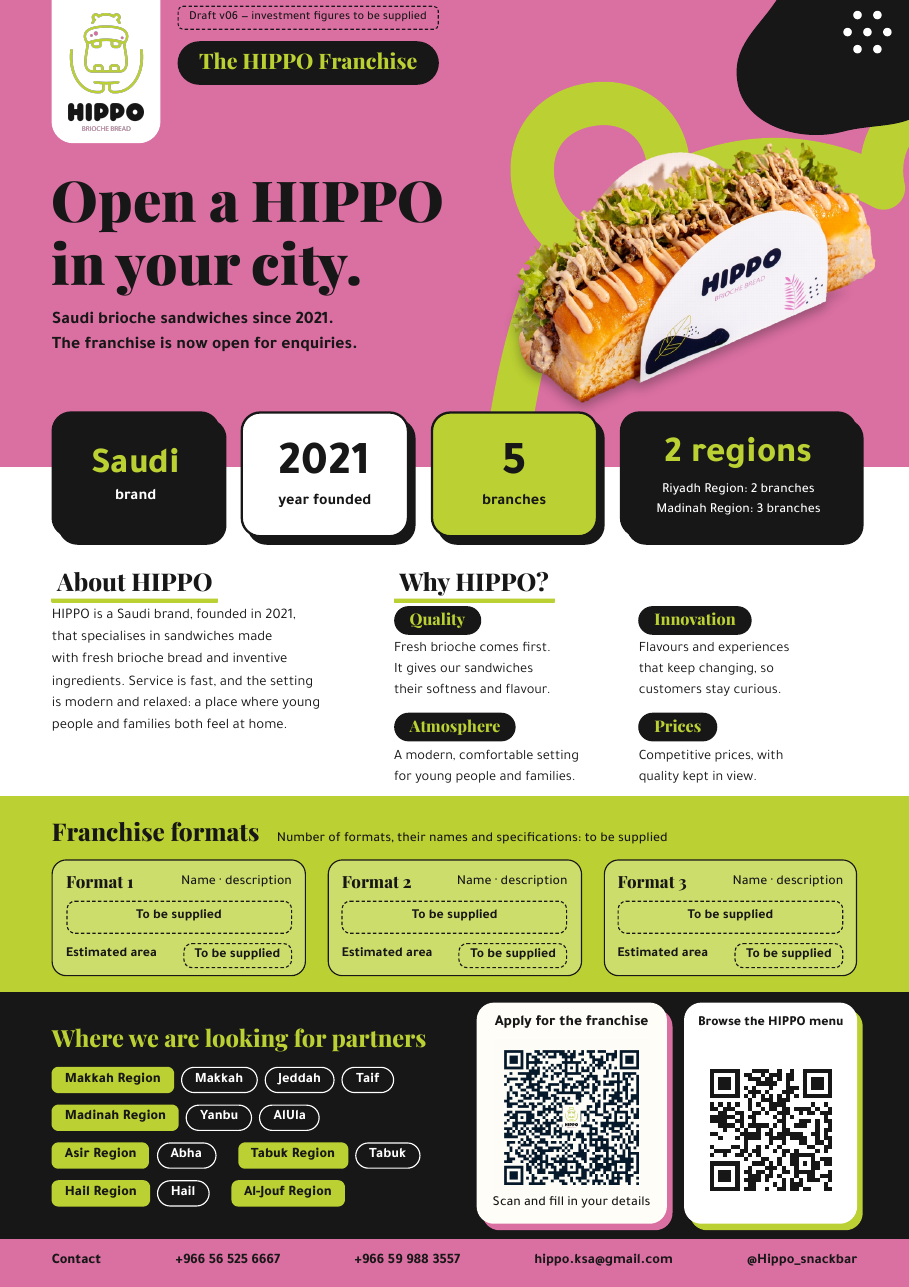 Draft v06 – investment figures to be supplied
The HIPPO Franchise
HIPPO
BRIOCHE BREAD
Open a HIPPO
in your city.
Saudi brioche sandwiches since 2021.
The franchise is now open for enquiries.
HIPPO
BRIOCHE BREAD
Saudi
brand
2021
year founded
5
branches
2 regions
Riyadh Region: 2 branches
Madinah Region: 3 branches
About HIPPO
HIPPO is a Saudi brand, founded in 2021,
that specialises in sandwiches made
with fresh brioche bread and inventive
ingredients. Service is fast, and the setting
is modern and relaxed: a place where young
people and families both feel at home.
Why HIPPO?
Quality
Fresh brioche comes first.
It gives our sandwiches
their softness and flavour.
Innovation
Flavours and experiences
that keep changing, so
customers stay curious.
Atmosphere
A modern, comfortable setting
for young people and families.
Prices
Competitive prices, with
quality kept in view.
Franchise formats
Number of formats, their names and specifications: to be supplied
Format 1 Name · description
To be supplied
Estimated area To be supplied
Format 2 Name · description
To be supplied
Estimated area To be supplied
Format 3 Name · description
To be supplied
Estimated area To be supplied
Where we are looking for partners
Makkah Region Makkah Jeddah Taif
Madinah Region Yanbu AlUla
Asir Region Abha Tabuk Region Tabuk
Hail Region Hail Al-Jouf Region
Apply for the franchise
HIPPO
Scan and fill in your details
Browse the HIPPO menu
Contact +966 56 525 6667 +966 59 988 3557 hippo.ksa@gmail.com @Hippo_snackbar